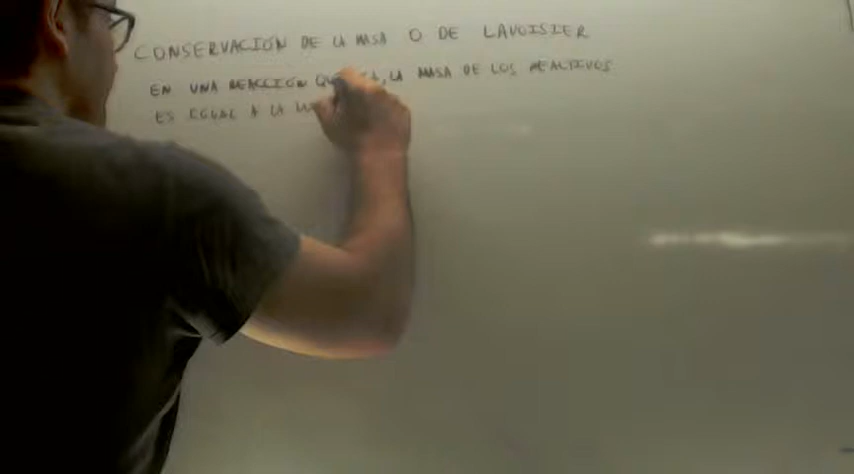 CONSERVACIÓN DE LA MASA O DE LAVOISIER
EN UNA REACCIÓN LA MASA DE LOS REACTIVOS
ES IGUAL A LA